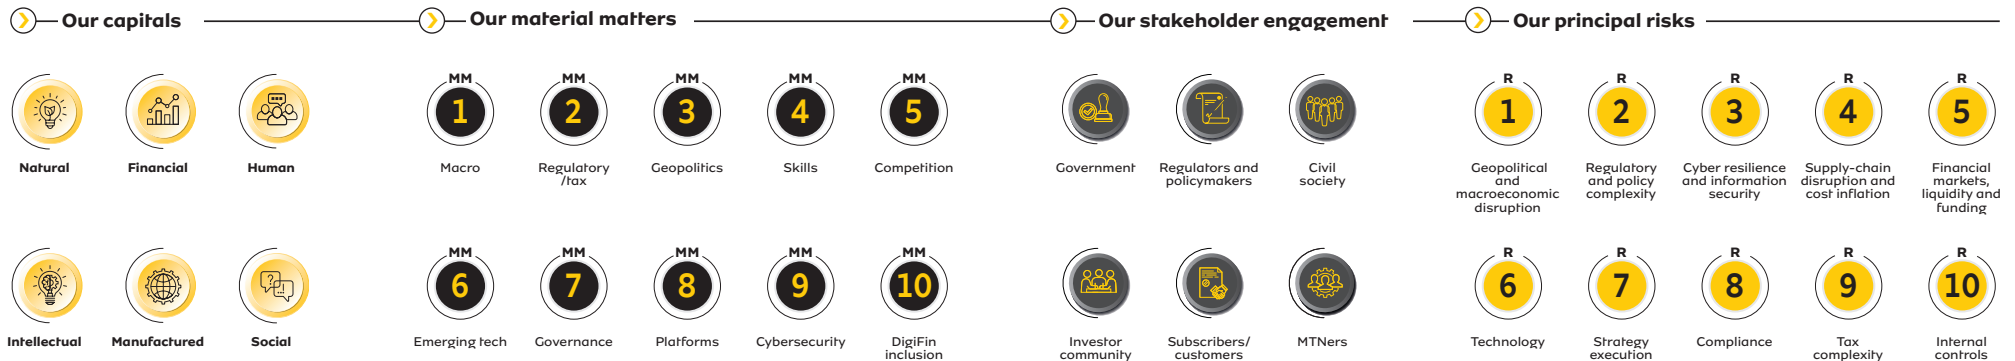 Our capitals
Natural
Financial
Human
Intellectual
Manufactured
Social
Our material matters
MM
1
Macro
MM
2
Regulatory
/tax
MM
3
Geopolitics
MM
4
Skills
MM
5
Competition
MM
6
Emerging tech
MM
7
Governance
MM
8
Platforms
MM
9
Cybersecurity
MM
10
DigiFin
inclusion
Our stakeholder engagement
Government
Regulators and
policymakers
Civil
society
Investor
community
Subscribers/
customers
MTNers
Our principal risks
R
1
Geopolitical
and
macroeconomic
disruption
R
2
Regulatory
and policy
complexity
R
3
Cyber resilience
and information
security
R
4
Supply-chain
disruption and
cost inflation
R
5
Financial
markets,
liquidity and
funding
R
6
Technology
R
7
Strategy
execution
R
8
Compliance
R
9
Tax
complexity
R
10
Internal
controls